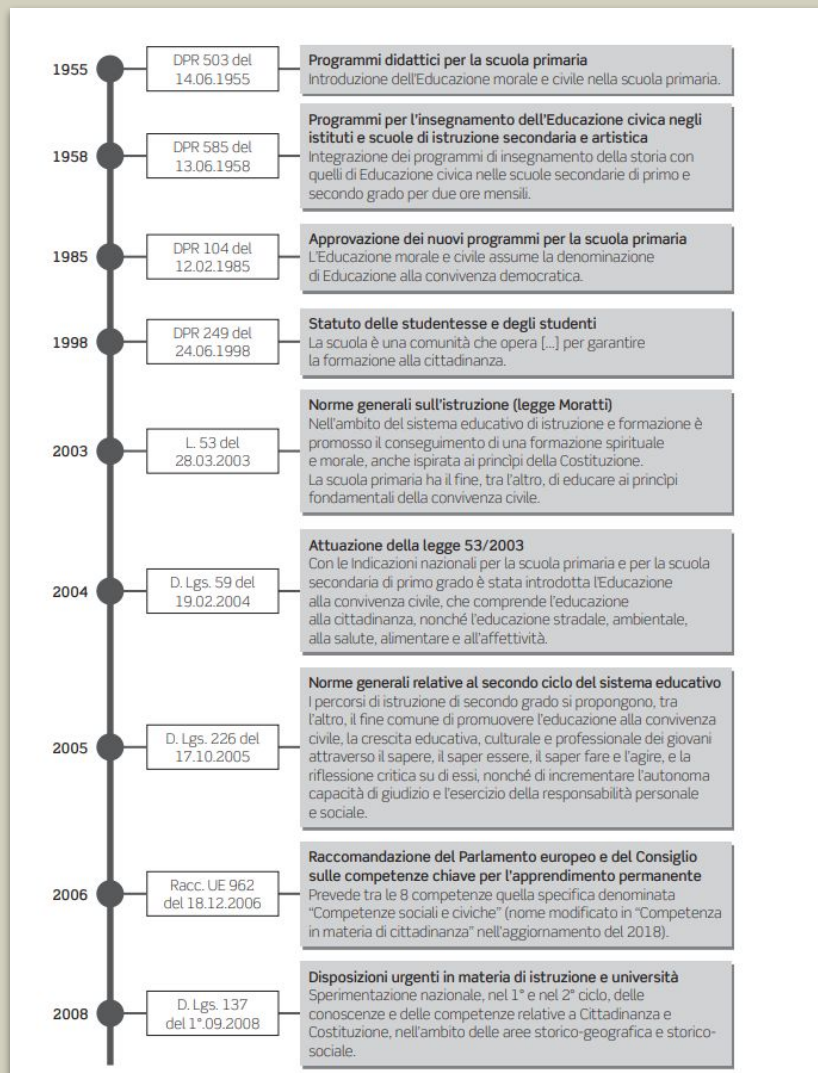 1955
DPR 503 del
14.06.1955
Programmi didattici per la scuola primaria
Introduzione dell'Educazione morale e civile nella scuola primaria.
1958
DPR 585 del
13.06.1958
Programmi per l'insegnamento dell'Educazione civica negli
istituti e scuole di istruzione secondaria e artistica
Integrazione dei programmi di insegnamento della storia con
quelli di Educazione civica nelle scuole secondarie di primo e
secondo grado per due ore mensili.
1985
DPR 104 del
12.02.1985
Approvazione dei nuovi programmi per la scuola primaria
L'Educazione morale e civile assume la denominazione
di Educazione alla convivenza democratica.
1998
DPR 249 del
24.06.1998
Statuto delle studentesse e degli studenti
La scuola è una comunità che opera [...] per garantire
la formazione alla cittadinanza.
2003
L. 53 del
28.03.2003
Norme generali sull'istruzione (legge Moratti)
Nell'ambito del sistema educativo di istruzione e formazione è
promosso il conseguimento di una formazione spirituale
e morale, anche ispirata ai princìpi della Costituzione.
La scuola primaria ha il fine, tra l'altro, di educare ai princìpi
fondamentali della convivenza civile.
2004
D. Lgs. 59 del
19.02.2004
Attuazione della legge 53/2003
Con le Indicazioni nazionali per la scuola primaria e per la scuola
secondaria di primo grado è stata introdotta l'Educazione
alla convivenza civile, che comprende l'educazione
alla cittadinanza, nonché l'educazione stradale, ambientale,
alla salute, alimentare e all'affettività.
2005
D. Lgs. 226 del
17.10.2005
Norme generali relative al secondo ciclo del sistema educativo
I percorsi di istruzione di secondo grado si propongono, tra
l'altro, il fine comune di promuovere l'educazione alla convivenza
civile, la crescita educativa, culturale e professionale dei giovani
attraverso il sapere, il saper essere, il saper fare e l'agire, e la
riflessione critica su di essi, nonché di incrementare l'autonoma
capacità di giudizio e l'esercizio della responsabilità personale
e sociale.
2006
Racc. UE 962
del 18.12.2006
Raccomandazione del Parlamento europeo e del Consiglio
sulle competenze chiave per l'apprendimento permanente
Prevede tra le 8 competenze quella specifica denominata
"Competenze sociali e civiche" (nome modificato in "Competenza
in materia di cittadinanza" nell'aggiornamento del 2018).
2008
D. Lgs. 137
del 1°.09.2008
Disposizioni urgenti in materia di istruzione e università
Sperimentazione nazionale, nel 1° e nel 2° ciclo, delle
conoscenze e delle competenze relative a Cittadinanza e
Costituzione, nell'ambito delle aree storico-geografica e storico-
sociale.